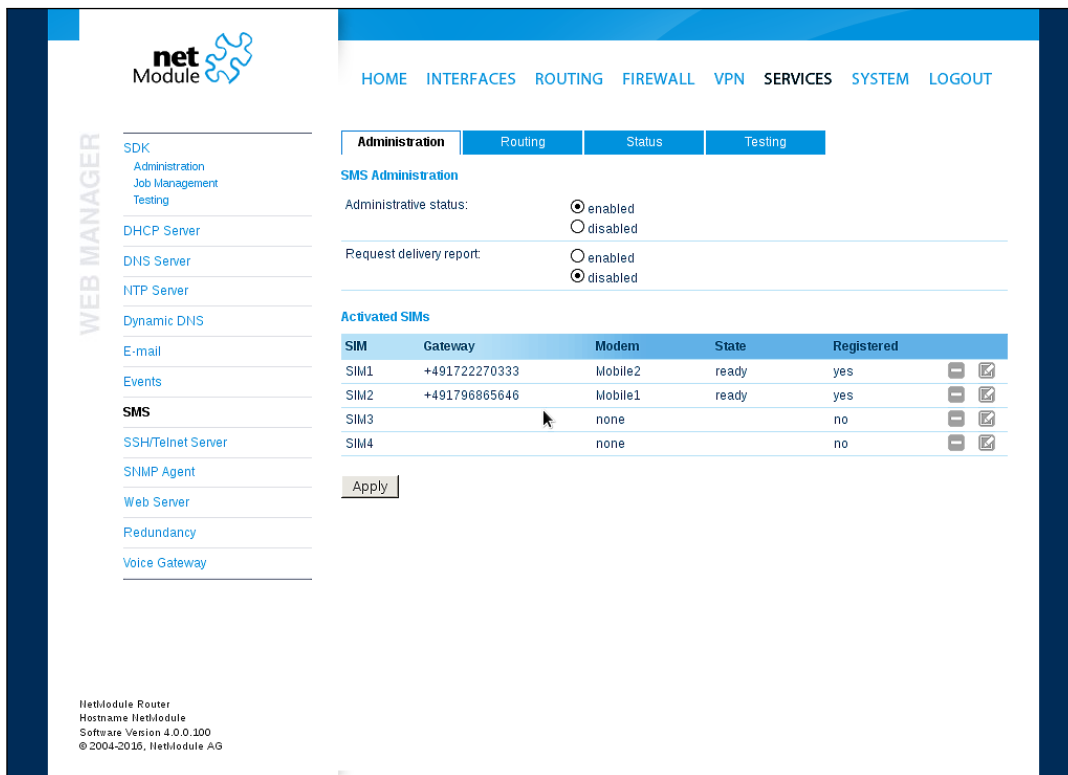 net
Module
HOME INTERFACES ROUTING FIREWALL VPN SERVICES SYSTEM LOGOUT
WEB MANAGER
SDK
Administration
Job Management
Testing
DHCP Server
DNS Server
NTP Server
Dynamic DNS
E-mail
Events
SMS
SSH/Telnet Server
SNMP Agent
Web Server
Redundancy
Voice Gateway
Administration Routing Status Testing
SMS Administration
Administrative status:
enabled
disabled
Request delivery report:
enabled
disabled
Activated SIMs
SIM Gateway Modem State Registered
SIM1 +491722270333 Mobile2 ready yes
SIM2 +491796865646 Mobile1 ready yes
SIM3 none no
SIM4 none no
Apply
NetModule Router
Hostname NetModule
Software Version 4.0.0.100
© 2004-2016, NetModule AG